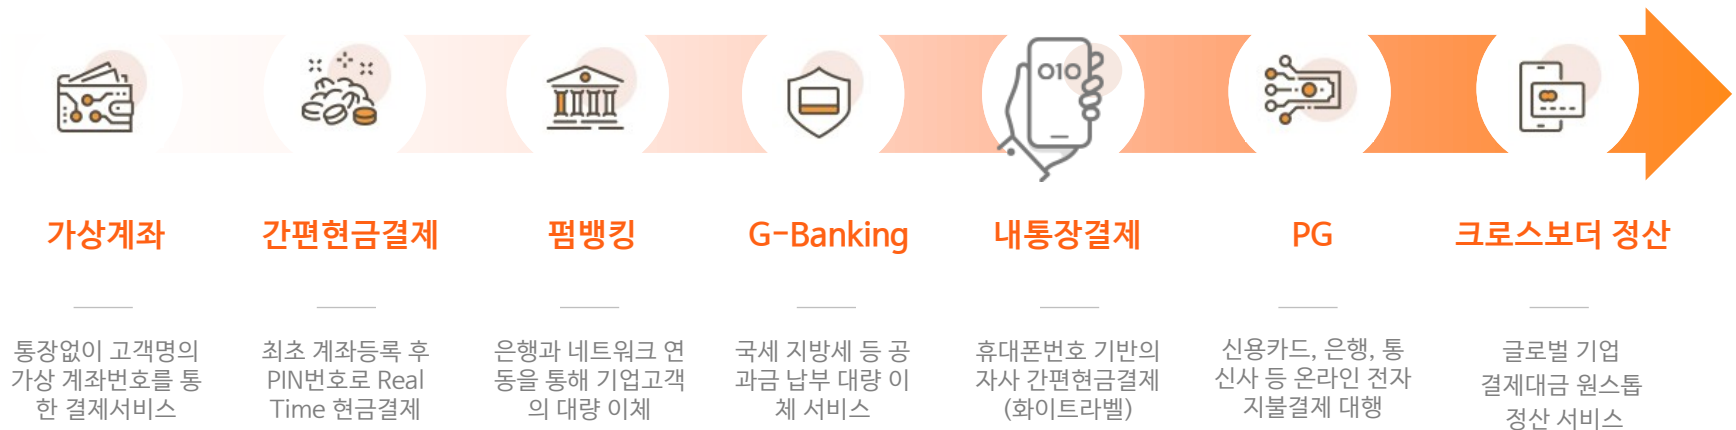 010
가상계좌
통장없이 고객명의
가상 계좌번호를 통
한 결제서비스
간편현금결제
최초 계좌등록 후
PIN번호로 Real
Time 현금결제
펌뱅킹
은행과 네트워크 연
동을 통해 기업고객
의 대량 이체
G-Banking
국세 지방세 등 공
과금 납부 대량 이
체 서비스
내통장결제
휴대폰번호 기반의
자사 간편현금결제
(화이트라벨)
PG
신용카드, 은행, 통
신사 등 온라인 전자
지불결제 대행
크로스보더 정산
글로벌 기업
결제대금 원스톱
정산 서비스